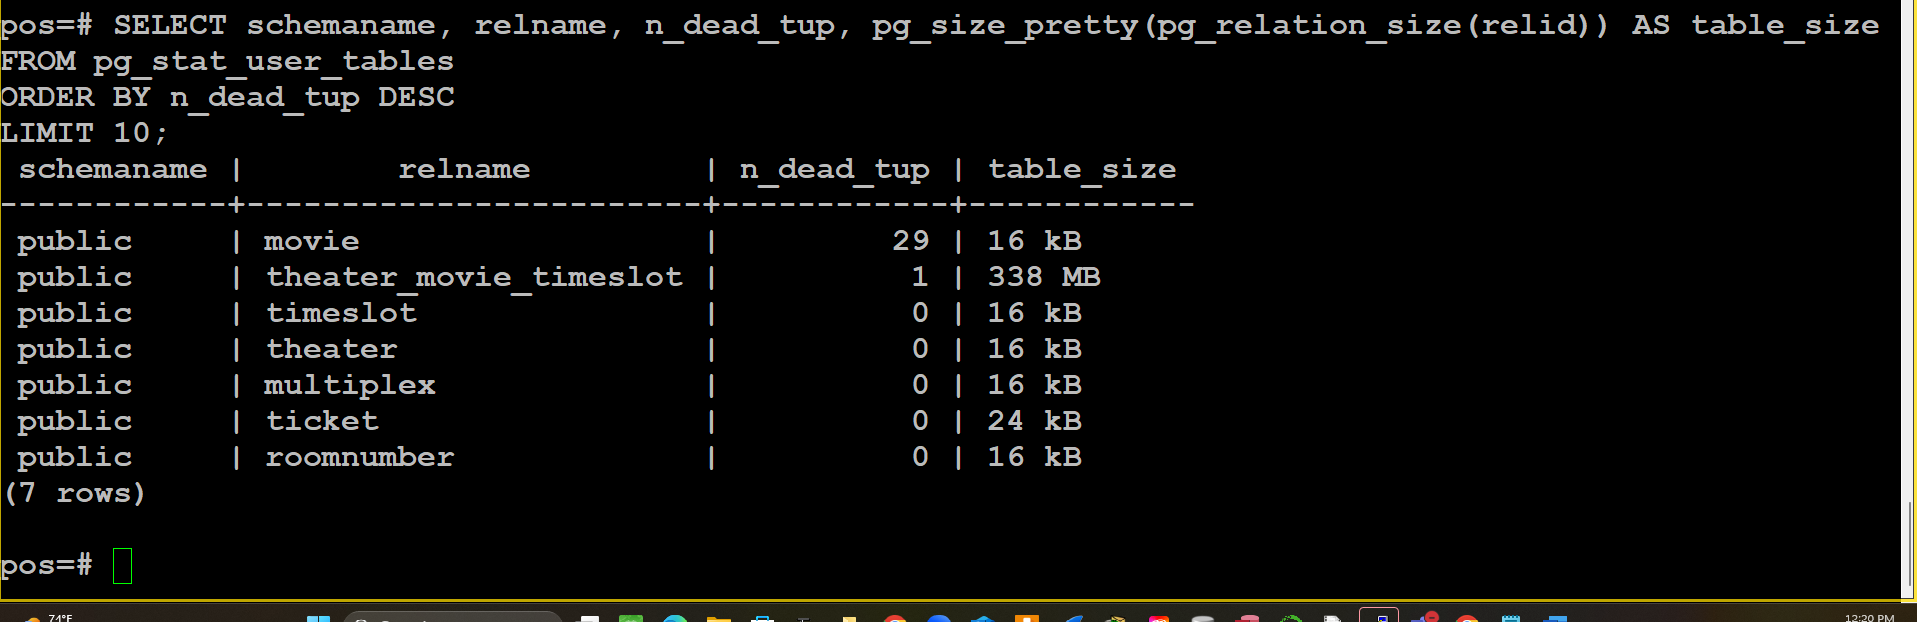 pos=# SELECT schemaname, relname, n_dead_tup, pg_size_pretty(pg_relation_size(relid)) AS table_size
FROM pg_stat_user_tables
ORDER BY n_dead_tup DESC
LIMIT 10;
 schemaname |        relname         | n_dead_tup | table_size
------------+------------------------+------------+------------
 public     | movie                  |         29 | 16 kB
 public     | theater_movie_timeslot |          1 | 338 MB
 public     | timeslot               |          0 | 16 kB
 public     | theater                |          0 | 16 kB
 public     | multiplex              |          0 | 16 kB
 public     | ticket                 |          0 | 24 kB
 public     | roomnumber             |          0 | 16 kB
(7 rows)
pos=#
74°F
12:20 PM